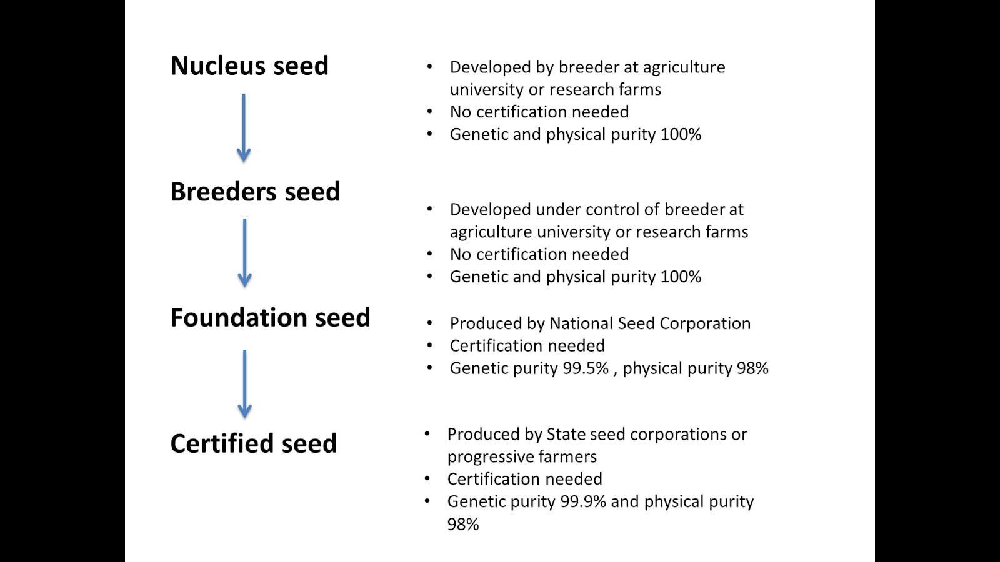 Nucleus seed
• Developed by breeder at agriculture
university or research farms
• No certification needed
• Genetic and physical purity 100%
Breeders seed
• Developed under control of breeder at
agriculture university or research farms
• No certification needed
• Genetic and physical purity 100%
Foundation seed
• Produced by National Seed Corporation
• Certification needed
• Genetic purity 99.5% , physical purity 98%
Certified seed
• Produced by State seed corporations or
progressive farmers
• Certification needed
• Genetic purity 99.9% and physical purity
98%